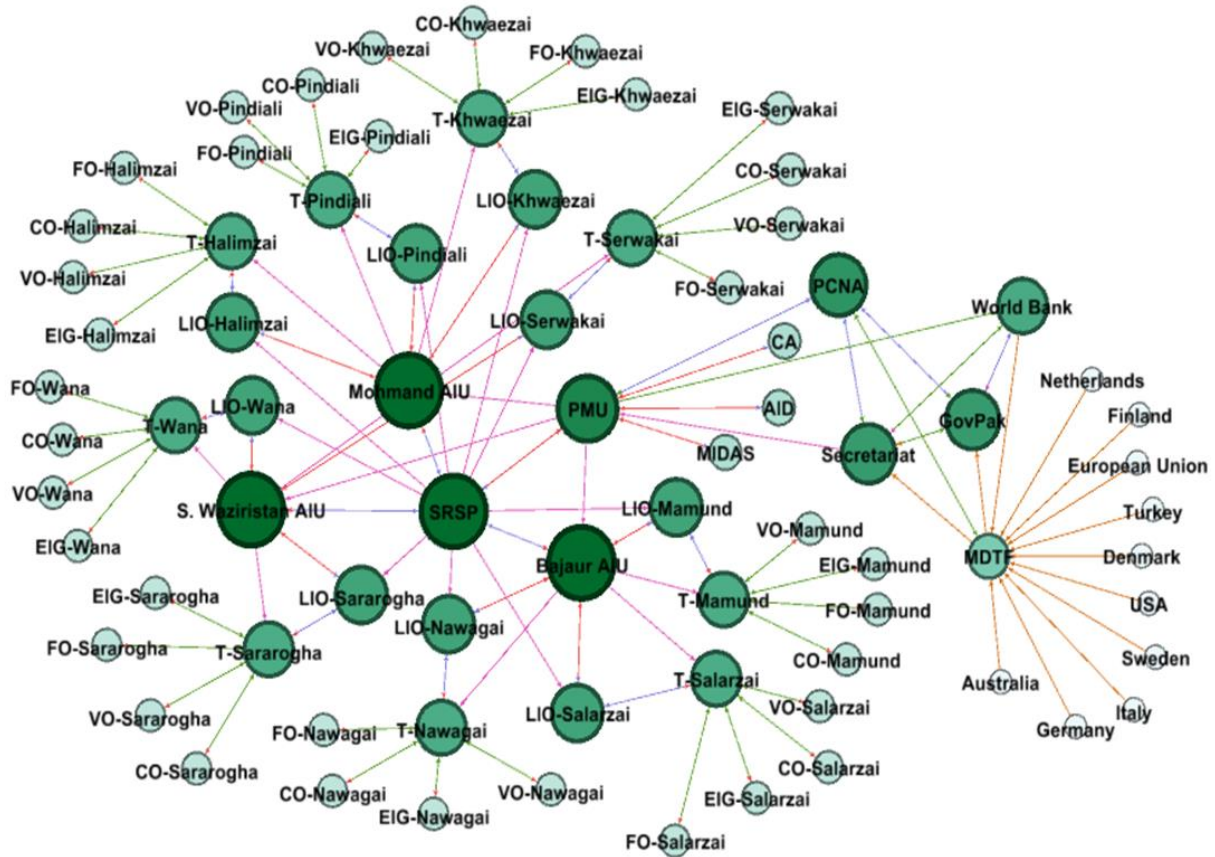 CO-Khwaezai
VO-Khwaezai
FO-Khwaezai
EIG-Khwaezai
T-Khwaezai
CO-Pindiali
VO-Pindiali
EIG-Pindiali
FO-Pindiali
T-Pindiali
LIO-Khwaezai
LIO-Pindiali
EIG-Serwakai
CO-Serwakai
VO-Serwakai
T-Serwakai
FO-Serwakai
LIO-Serwakai
FO-Halimzai
CO-Halimzai
T-Halimzai
VO-Halimzai
LIO-Halimzai
EIG-Halimzai
PCNA
World Bank
CA
Mohmand AIU
PMU
AID
MIDAS
GovPak
Secretariat
Netherlands
Finland
European Union
Turkey
MDTF
Denmark
USA
Sweden
Italy
Germany
Australia
FO-Wana
LIO-Wana
T-Wana
CO-Wana
VO-Wana
EIG-Wana
S. Waziristan AIU
SRSP
LIO-Mamund
Bajaur AIU
VO-Mamund
EIG-Mamund
T-Mamund
FO-Mamund
CO-Mamund
EIG-Sararogha
LIO-Sararogha
LIO-Nawagai
FO-Sararogha
T-Sararogha
VO-Sararogha
CO-Sararogha
T-Salarzai
LIO-Salarzai
VO-Salarzai
CO-Salarzai
EIG-Salarzai
FO-Salarzai
FO-Nawagai
T-Nawagai
CO-Nawagai
EIG-Nawagai
VO-Nawagai